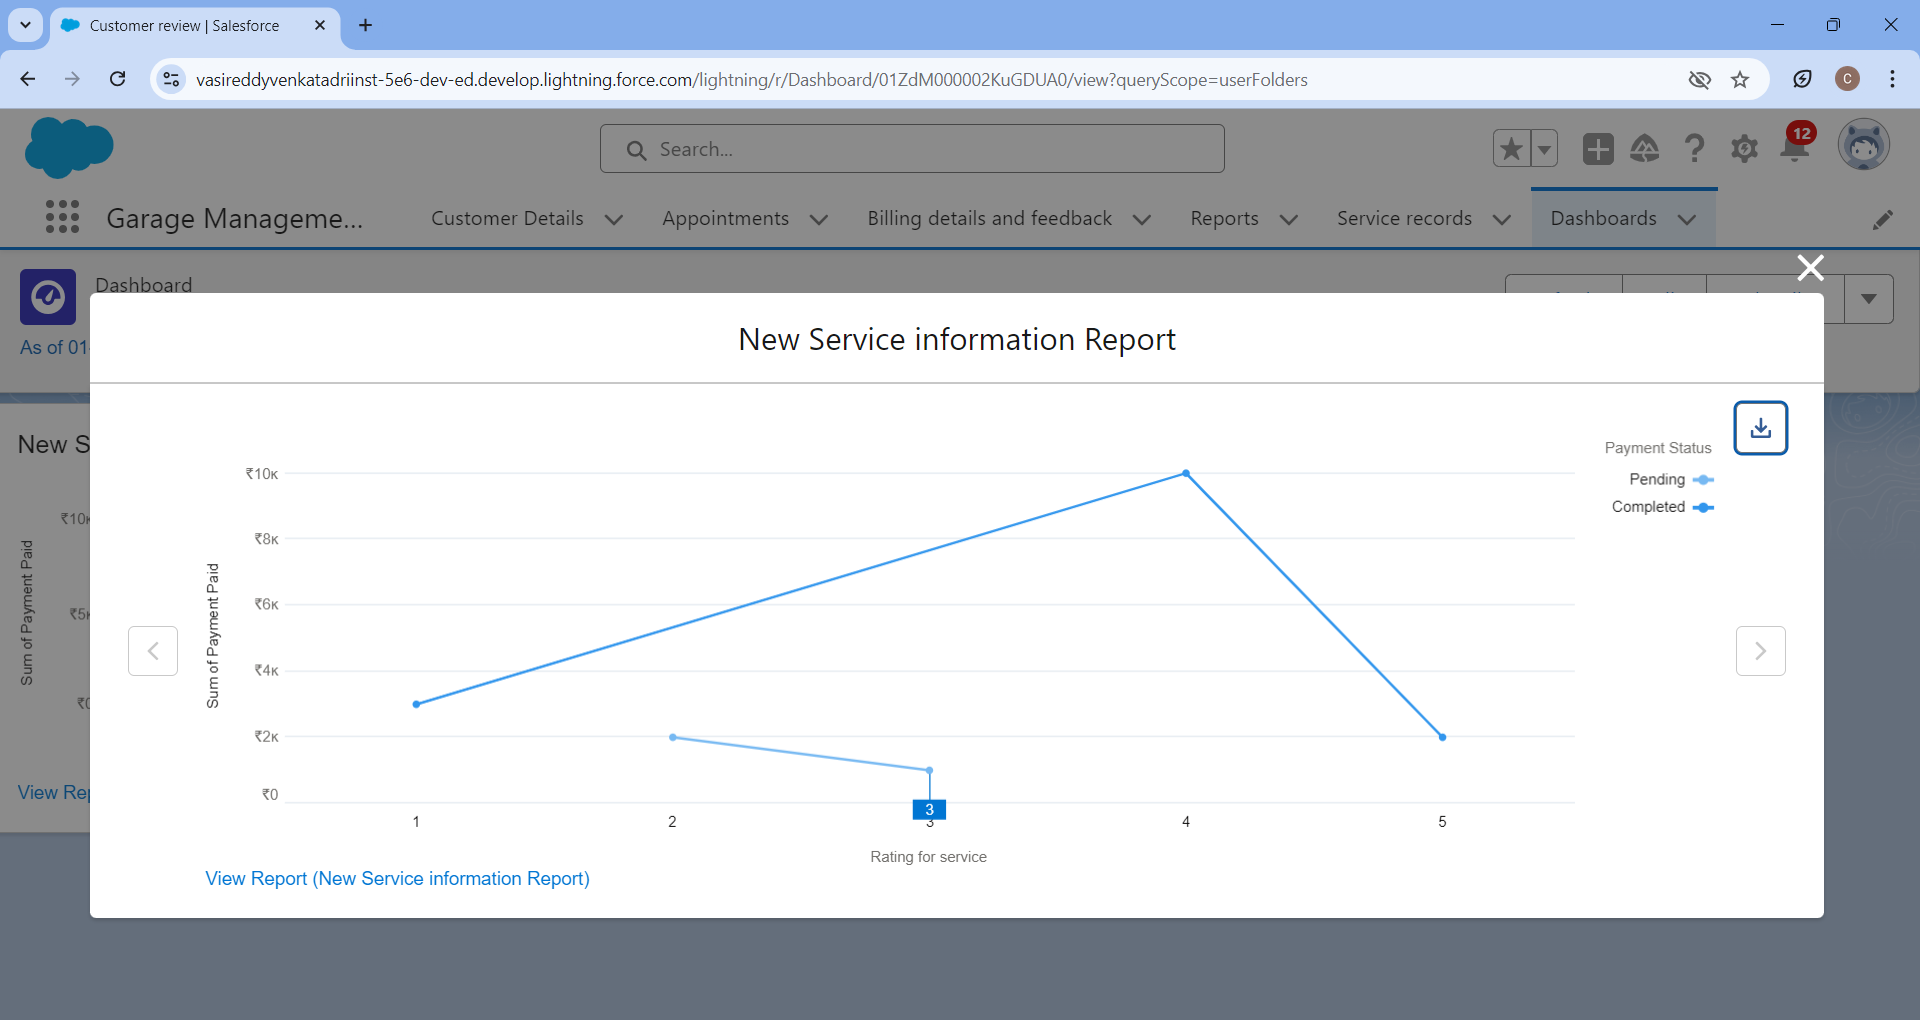 Customer review | Salesforce
vasireddyvenkatadriinst-5e6-dev-ed.develop.lightning.force.com/lightning/r/Dashboard/01ZdM000002KuGDUA0/view?queryScope=userFolders
C
Search...
12
Garage Manageme...
Customer Details
Appointments
Billing details and feedback
Reports
Service records
Dashboards
Dashboard
As of 01
New Service information Report
New S
Payment Status
Pending
Completed
₹10K
₹8K
₹6K
₹4K
₹2K
₹0
Sum of Payment Paid
₹10K
₹5K
₹0
Sum of Payment Paid
View Rep
3
1
2
3
4
5
Rating for service
View Report (New Service information Report)